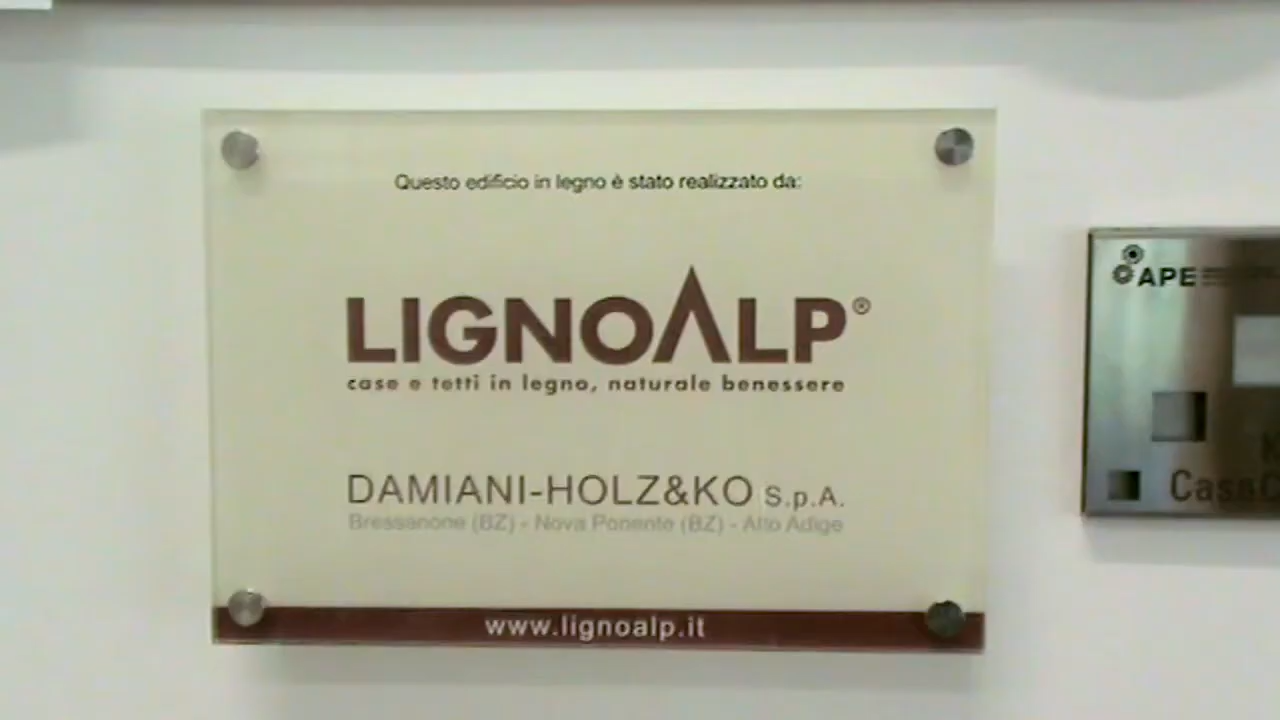 Questo edificio in legno è stato realizzato da:
LIGNOALP®
case e tetti in legno, naturale benessere
DAMIANI-HOLZ&KO S.p.A.
Bressanone (BZ) - Nova Ponente (BZ) - Alto Adige
www.lignoalp.it
APE